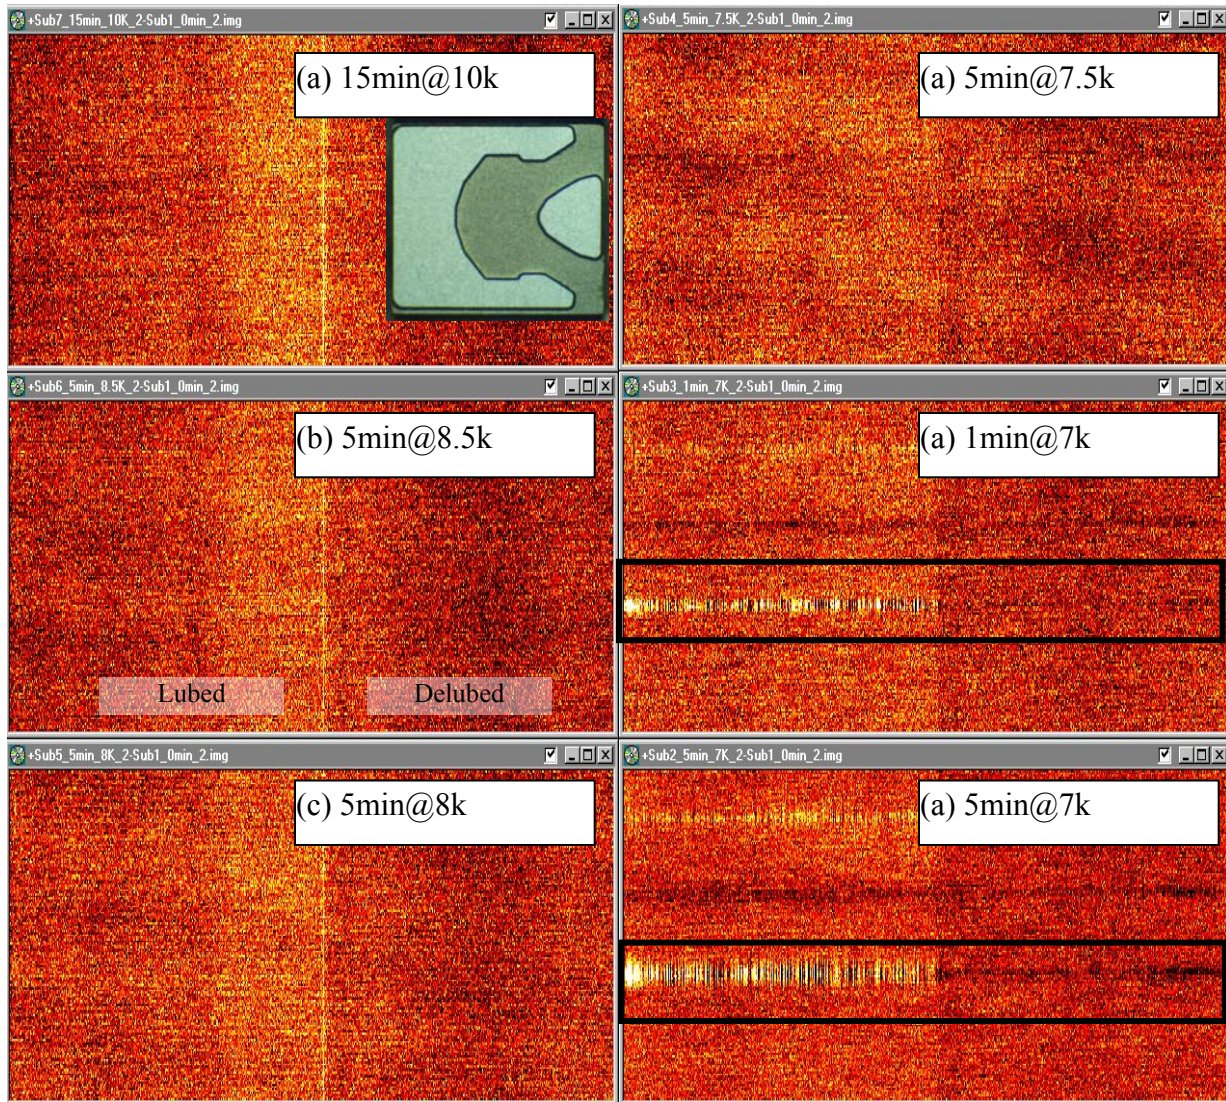 +Sub7_15min_10K_2-Sub1_0min_2.img
(a) 15min@10k
+Sub4_5min_7.5K_2-Sub1_0min_2.img
(a) 5min@7.5k
+Sub6_5min_8.5K_2-Sub1_0min_2.img
(b) 5min@8.5k
Lubed
Delubed
+Sub3_1min_7K_2-Sub1_0min_2.img
(a) 1min@7k
+Sub5_5min_8K_2-Sub1_0min_2.img
(c) 5min@8k
+Sub2_5min_7K_2-Sub1_0min_2.img
(a) 5min@7k